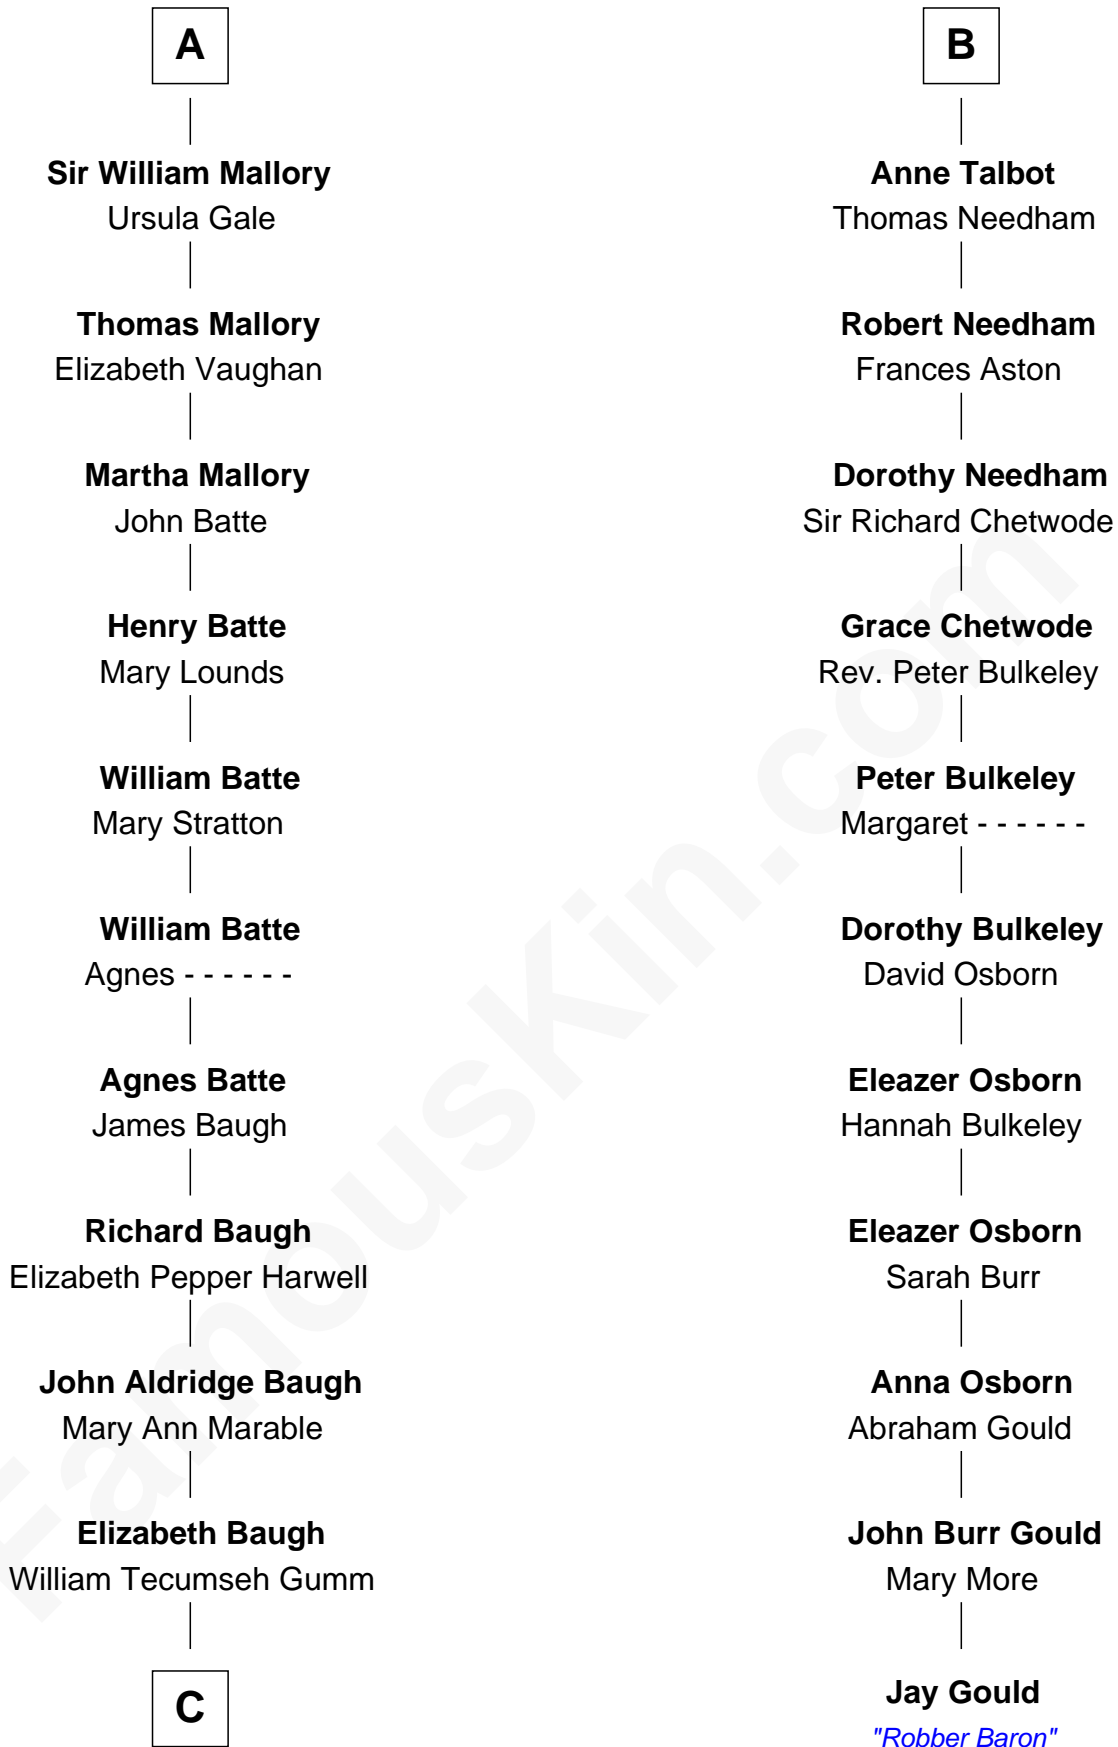 A
Sir William Mallory
Ursula Gale
Thomas Mallory
Elizabeth Vaughan
Martha Mallory
John Batte
Henry Batte
Mary Lounds
William Batte
Mary Stratton
William Batte
Agnes - - - - - -
Agnes Batte
James Baugh
Richard Baugh
Elizabeth Pepper Harwell
John Aldridge Baugh
Mary Ann Marable
Elizabeth Baugh
William Tecumseh Gumm
C
B
Anne Talbot
Thomas Needham
Robert Needham
Frances Aston
Dorothy Needham
Sir Richard Chetwode
Grace Chetwode
Rev. Peter Bulkeley
Peter Bulkeley
Margaret - - - - - -
Dorothy Bulkeley
David Osborn
Eleazer Osborn
Hannah Bulkeley
Eleazer Osborn
Sarah Burr
Anna Osborn
Abraham Gould
John Burr Gould
Mary More
Jay Gould
"Robber Baron"
FamousKin.com